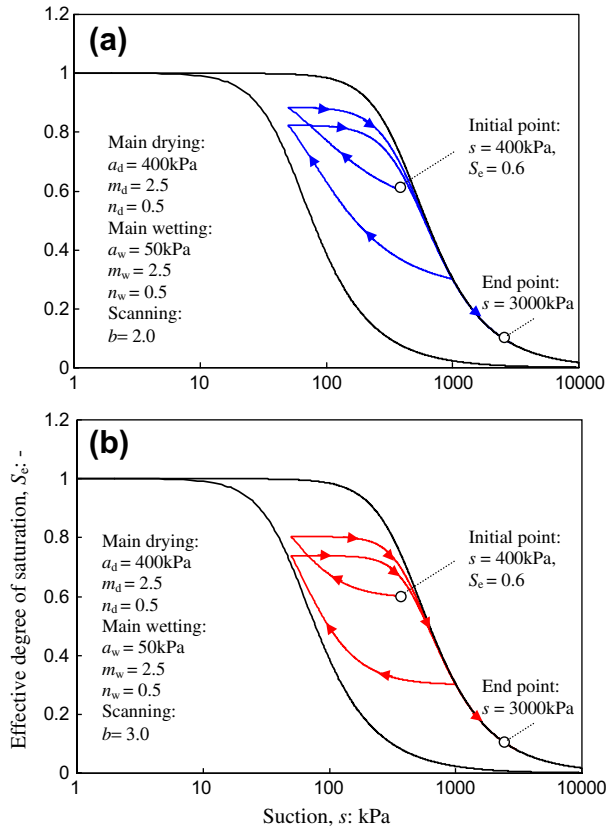 (a)
1.2
1
0.8
0.6
0.4
0.2
0
Main drying:
a_d = 400kPa
m_d = 2.5
n_d = 0.5
Main wetting:
a_w = 50kPa
m_w = 2.5
n_w = 0.5
Scanning:
b= 2.0
Initial point:
s = 400kPa,
S_e = 0.6
End point:
s = 3000kPa
1 10 100 1000 10000
(b)
1.2
1
0.8
0.6
0.4
0.2
0
Effective degree of saturation, S_e: -
Main drying:
a_d = 400kPa
m_d = 2.5
n_d = 0.5
Main wetting:
a_w = 50kPa
m_w = 2.5
n_w = 0.5
Scanning:
b= 3.0
Initial point:
s = 400kPa,
S_e = 0.6
End point:
s = 3000kPa
1 10 100 1000 10000
Suction, s: kPa